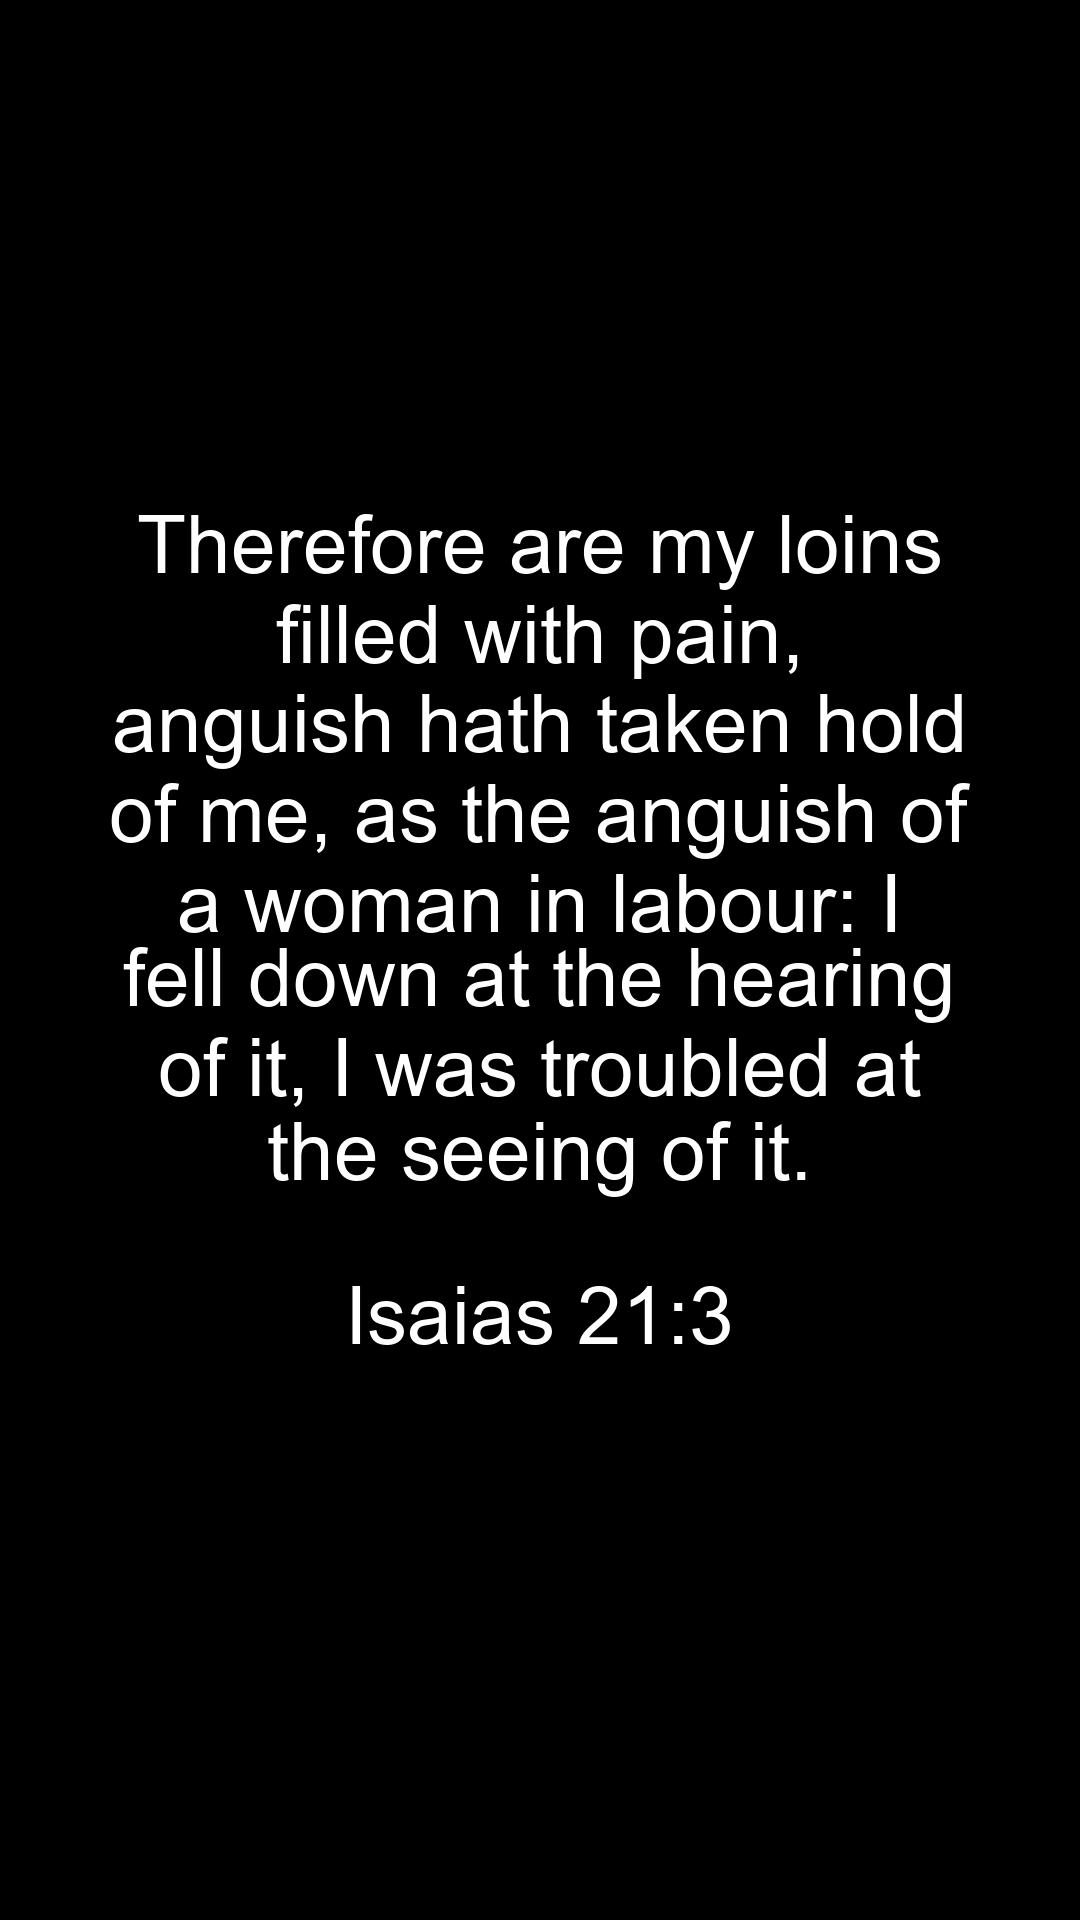 Therefore are my loins
filled with pain,
anguish hath taken hold
of me, as the anguish of
a woman in labour: I
fell down at the hearing
of it, I was troubled at
the seeing of it.
Isaias 21:3